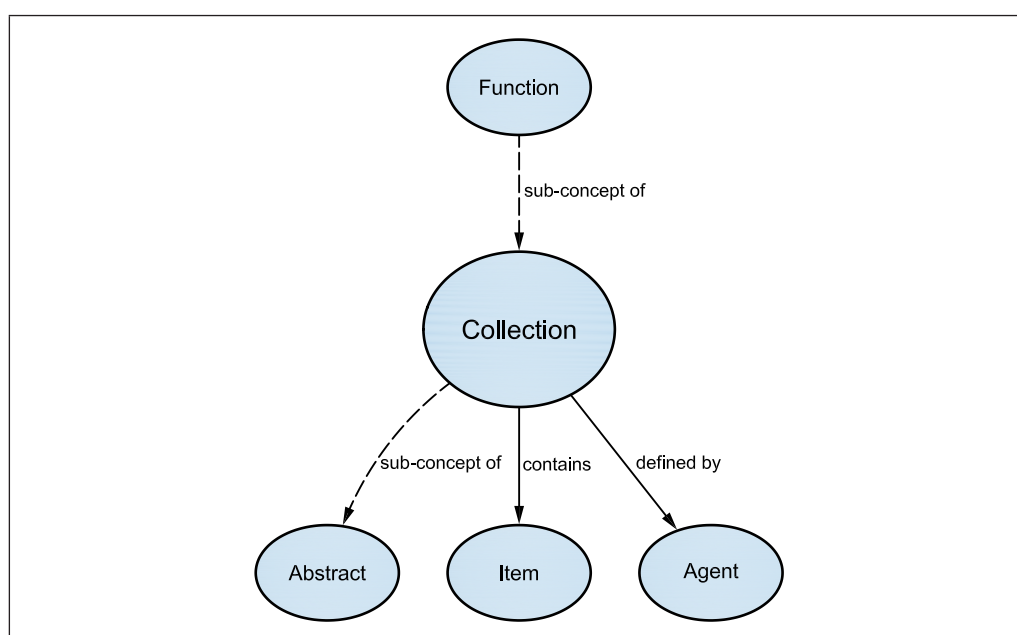 Function
sub-concept of
Collection
sub-concept of
contains
defined by
Abstract
Item
Agent